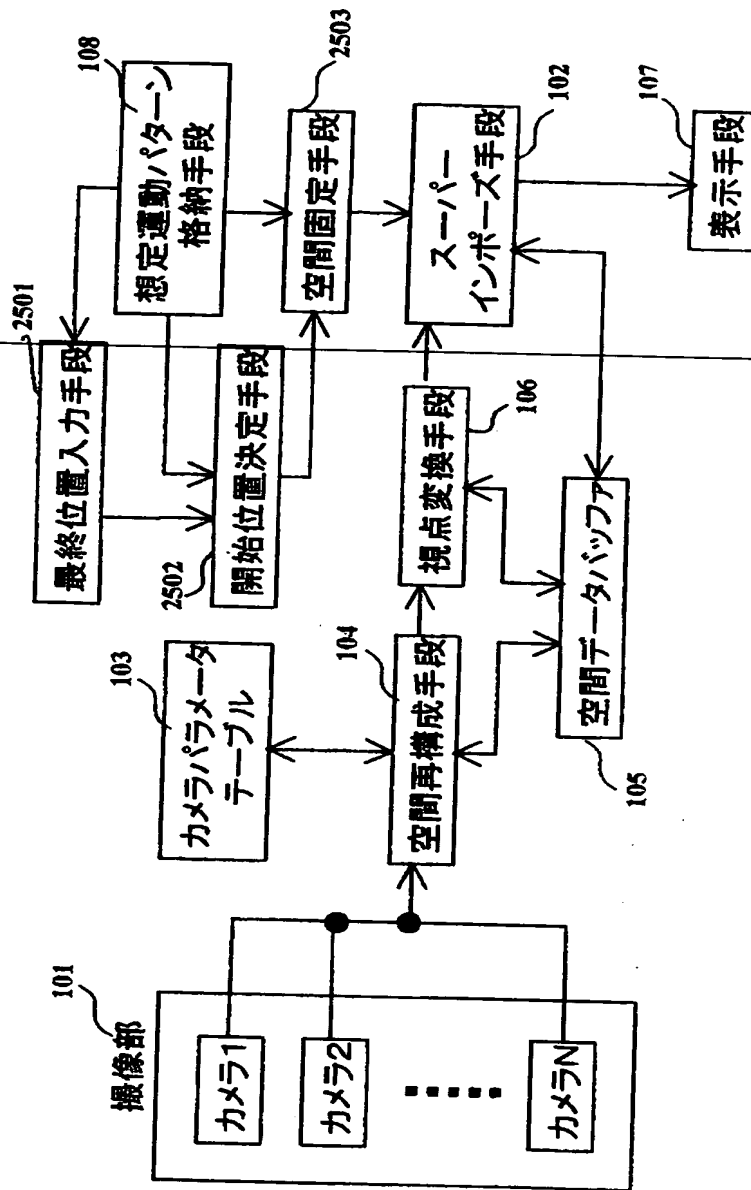 撮像部
101
カメラ1
カメラ2
カメラN
103
カメラパラメータ
テーブル
104
空間再構成手段
105
空間データバッファ
2501
最終位置入力手段
2502
開始位置決定手段
106
視点変換手段
108
想定運動パターン
格納手段
2503
空間固定手段
102
スーパー
インポーズ手段
107
表示手段